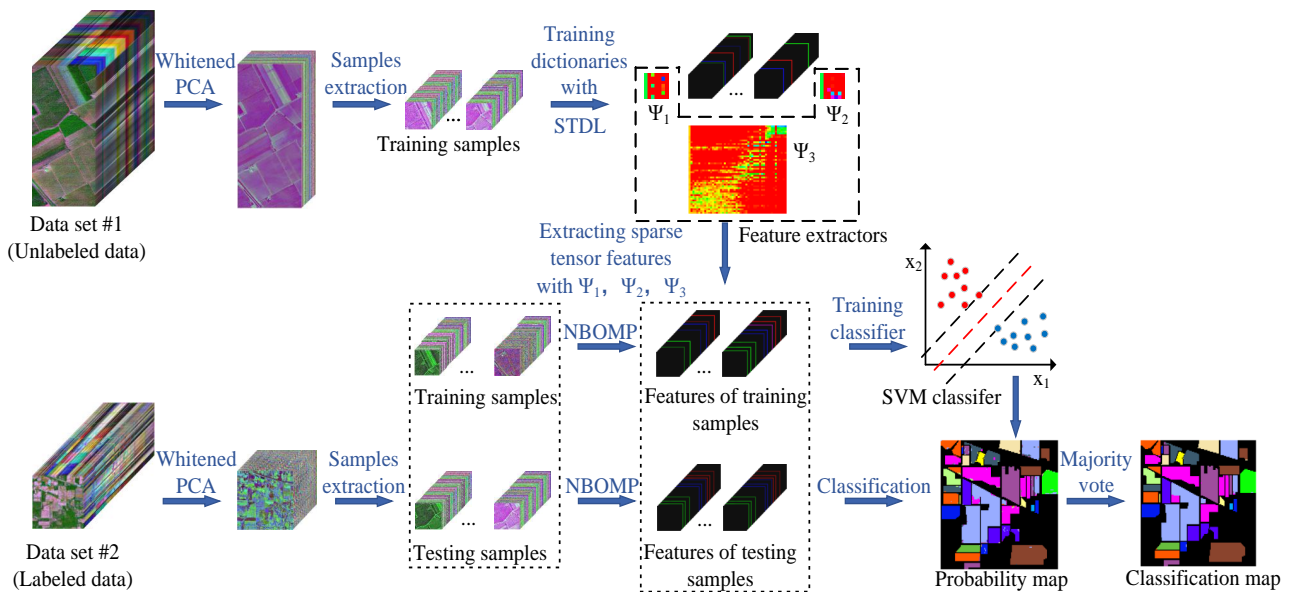 Whitened
PCA
Samples
extraction
Training samples
...
Training
dictionaries
with
STDL
Ψ1
...
Ψ2
Ψ3
Feature extractors
Data set #1
(Unlabeled data)
Extracting sparse
tensor features
with Ψ1, Ψ2, Ψ3
...
Training samples
NBOMP
...
Features of training
samples
Training
classifier
x2
x1
SVM classifer
Data set #2
(Labeled data)
Whitened
PCA
Samples
extraction
...
Testing samples
NBOMP
...
Features of testing
samples
Classification
Probability map
Majority
vote
Classification map